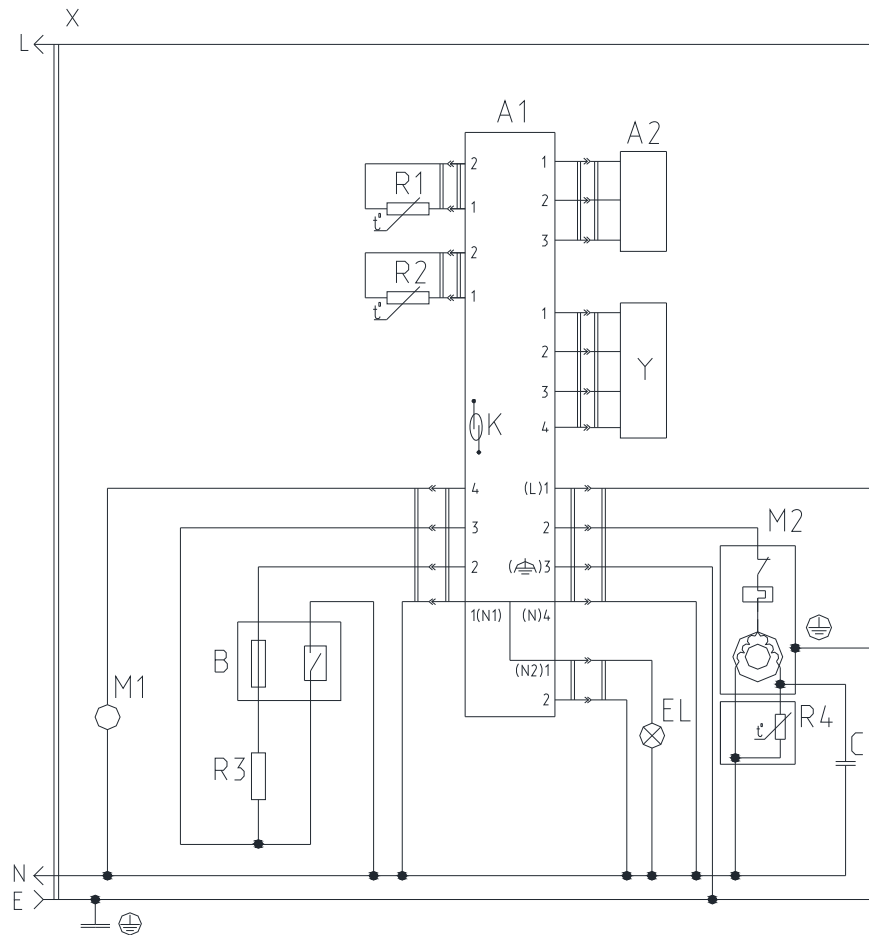 X
L
A1
A2
2 1
R1 2
t° 1 3
2
R2
t° 1 1
2
Y
3
K 4
4 (L)1
M2
3 2
2 ( )3
1(N1) (N)4
B (N2)1
M1 2
EL
R4
t°
R3 C
N
E